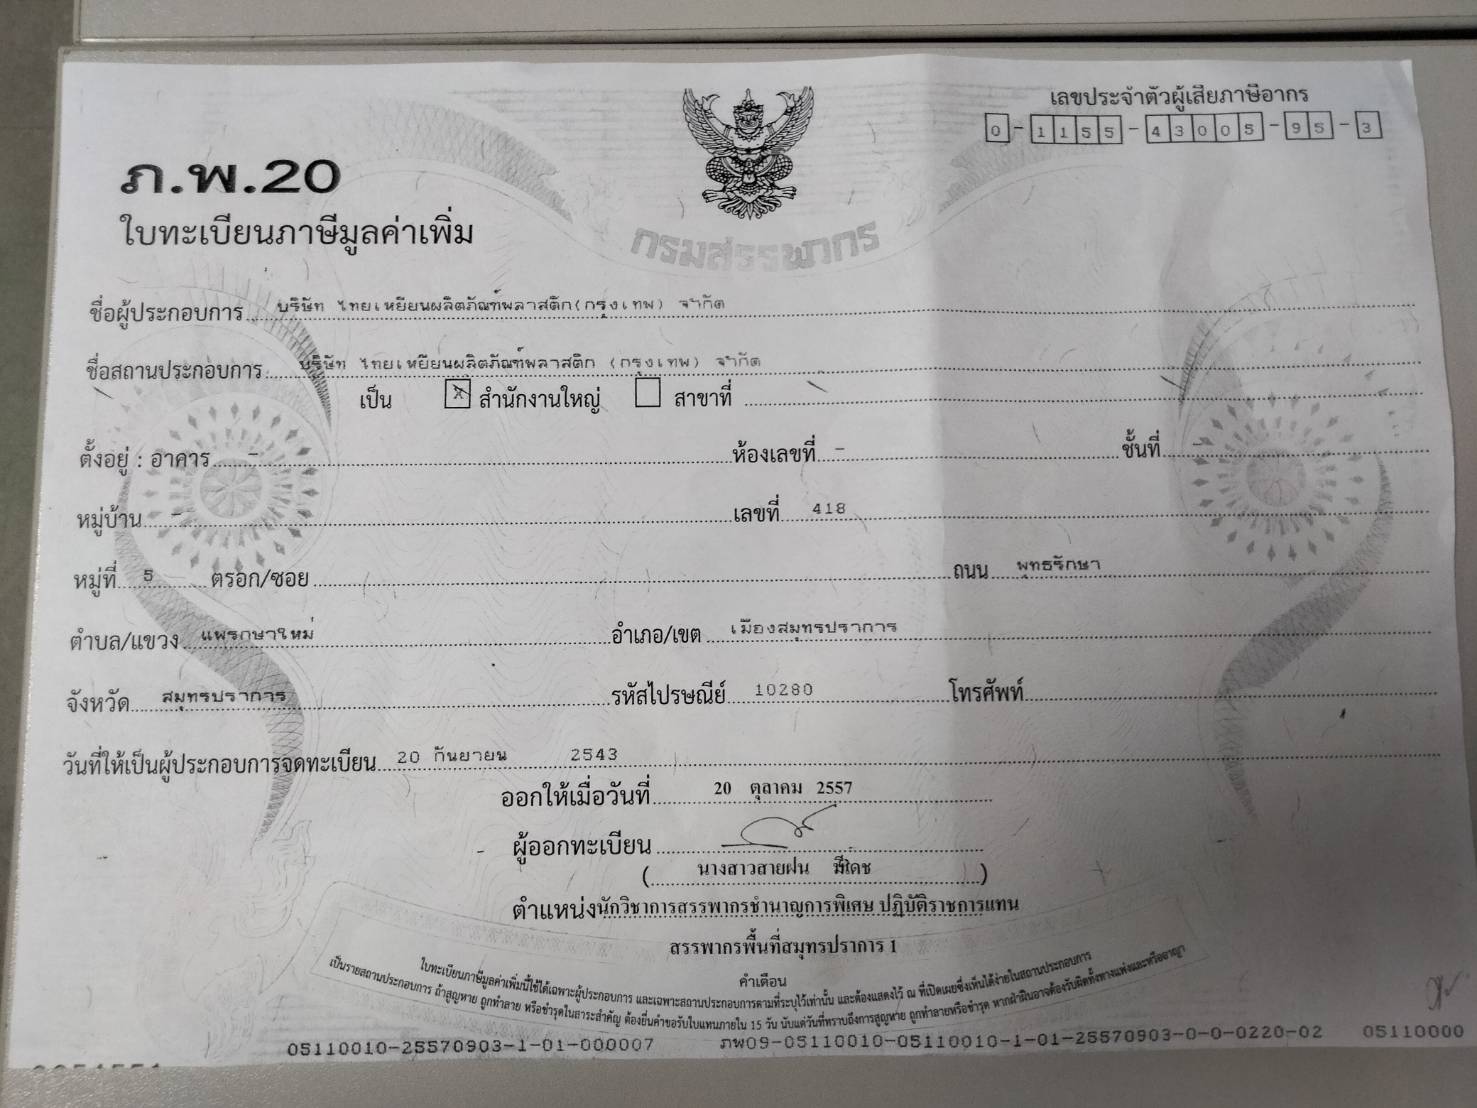 เลขประจำตัวผู้เสียภาษีอากร
0-1155-43005-95-3
ภ.พ.20
ใบทะเบียนภาษีมูลค่าเพิ่ม
กรมสรรพากร
ชื่อผู้ประกอบการ บริษัท ไทยเหยียนผลิตภัณฑ์พลาสติก(กรุงเทพ) จำกัด
ชื่อสถานประกอบการ บริษัท ไทยเหยียนผลิตภัณฑ์พลาสติก (กรุงเทพ) จำกัด
เป็น [X] สำนักงานใหญ่ [ ] สาขาที่
ตั้งอยู่ : อาคาร - ห้องเลขที่ - ชั้นที่ -
หมู่บ้าน - เลขที่ 418
หมู่ที่ 5 ตรอก/ซอย ถนน พุทธรักษา
ตำบล/แขวง แพรกษาใหม่ อำเภอ/เขต เมืองสมุทรปราการ
จังหวัด สมุทรปราการ รหัสไปรษณีย์ 10280 โทรศัพท์
วันที่ให้เป็นผู้ประกอบการจดทะเบียน 20 กันยายน 2543
ออกให้เมื่อวันที่ 20 ตุลาคม 2557
ผู้ออกทะเบียน
(นางสาวสายฝน มีเดช)
ตำแหน่งนักวิชาการสรรพากรชำนาญการพิเศษ ปฏิบัติราชการแทน
สรรพากรพื้นที่สมุทรปราการ 1
คำเตือน
ใบทะเบียนภาษีมูลค่าเพิ่มนี้ใช้ได้เฉพาะผู้ประกอบการ และเฉพาะสถานประกอบการตามที่ระบุไว้เท่านั้น และต้องแสดงไว้ ณ ที่เปิดเผยซึ่งเห็นได้ง่ายในสถานประกอบการ
เป็นรายสถานประกอบการ ถ้าสูญหาย ถูกทำลาย หรือชำรุดในสาระสำคัญ ต้องยื่นคำขอรับใบแทนภายใน 15 วัน นับแต่วันที่ทราบถึงการสูญหาย ถูกทำลายหรือชำรุด หากฝ่าฝืนอาจต้องรับผิดทั้งทางแพ่งและหรืออาญา
05110010-25570903-1-01-000007 ภพ09-05110010-05110010-1-01-25570903-0-0-0220-02 05110000